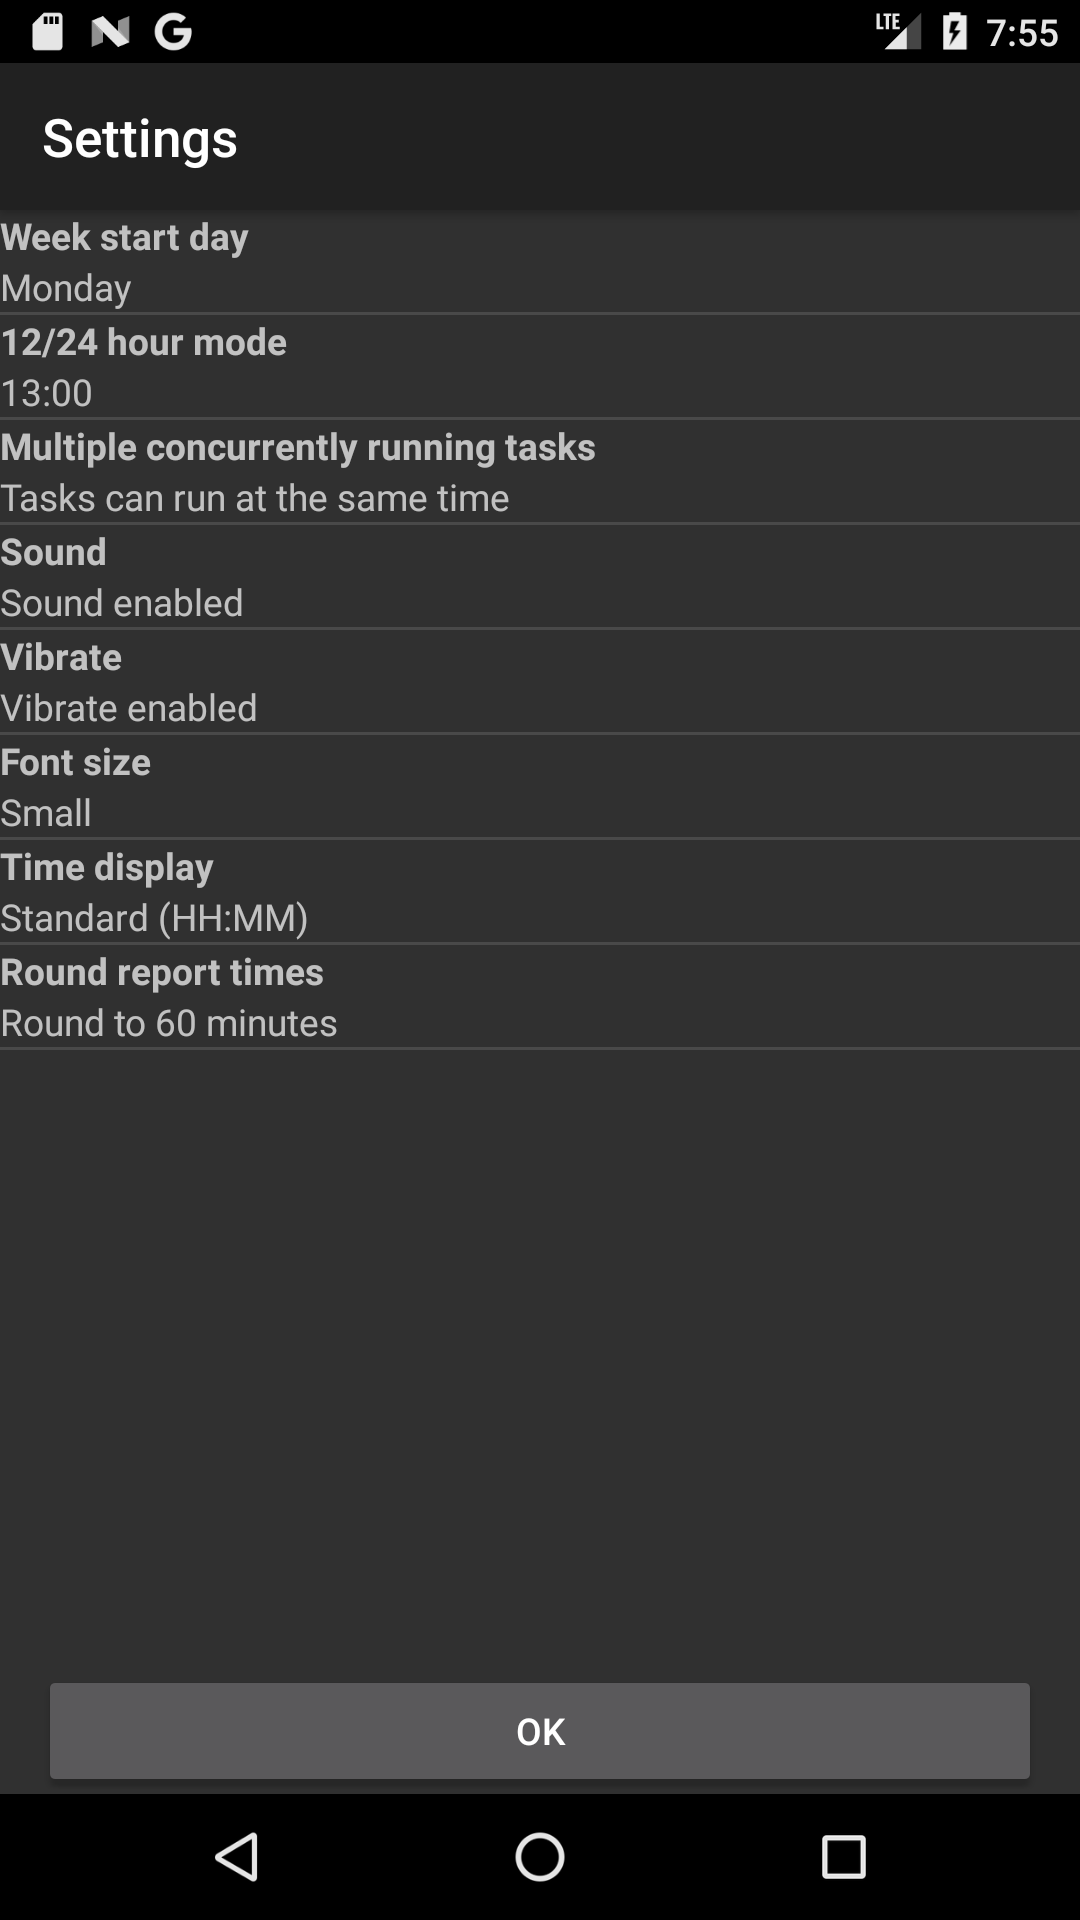 LTE 7:55
Settings
Week start day
Monday
12/24 hour mode
13:00
Multiple concurrently running tasks
Tasks can run at the same time
Sound
Sound enabled
Vibrate
Vibrate enabled
Font size
Small
Time display
Standard (HH:MM)
Round report times
Round to 60 minutes
OK